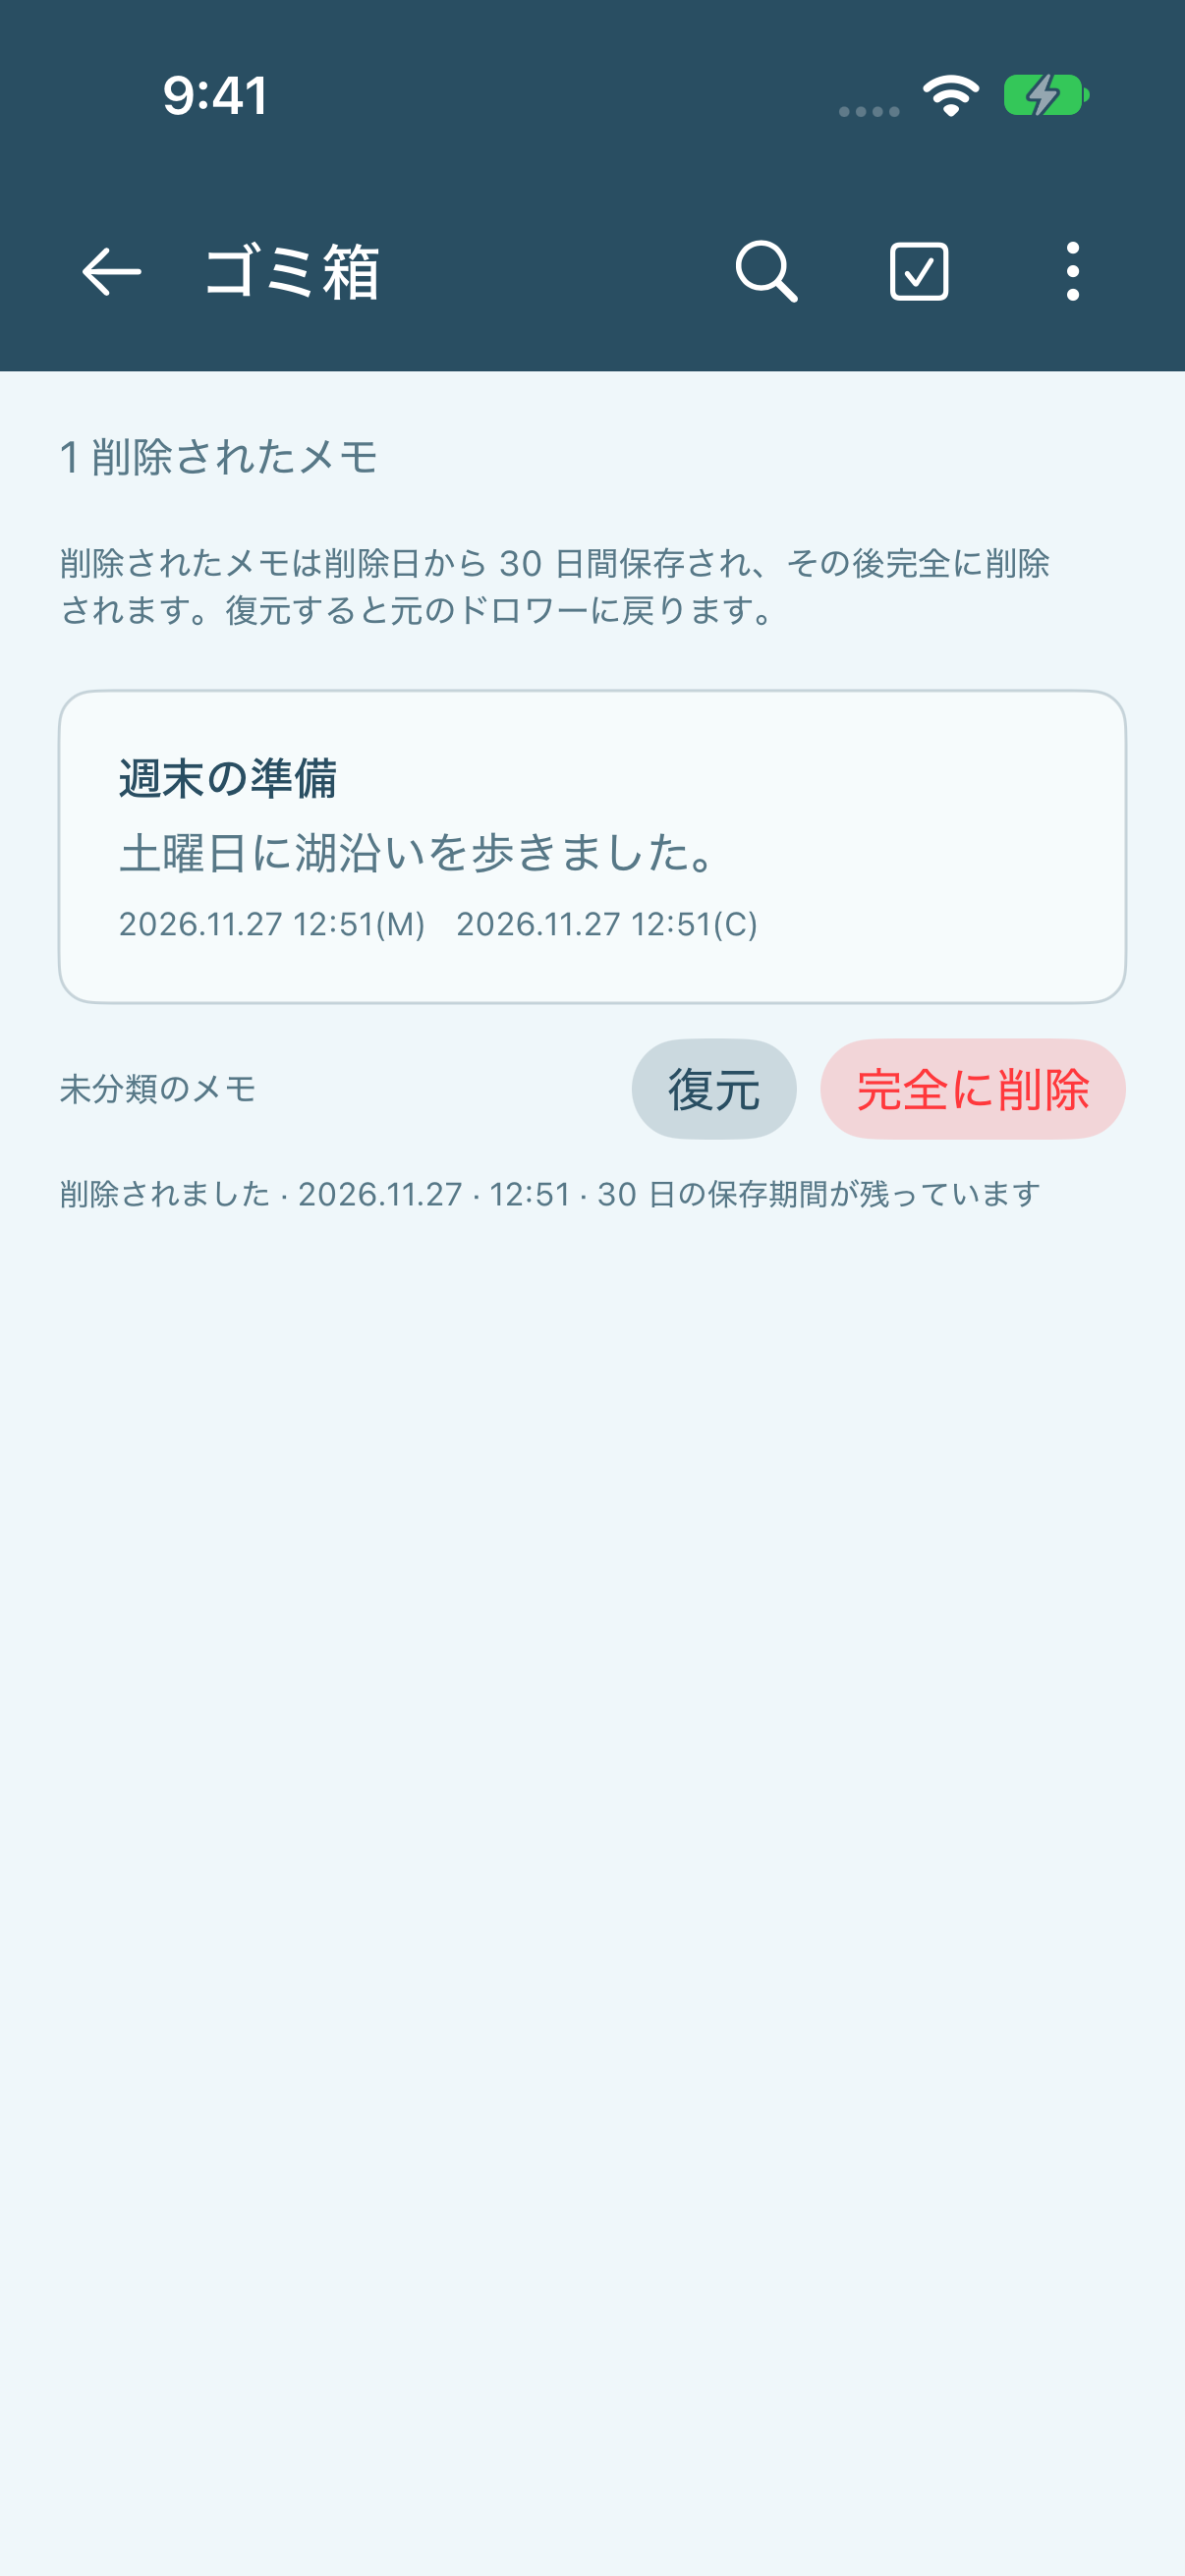 9:41
ゴミ箱
1 削除されたメモ
削除されたメモは削除日から 30 日間保存され、その後完全に削除
されます。復元すると元のドロワーに戻ります。
週末の準備
土曜日に湖沿いを歩きました。
2026.11.27 12:51(M) 2026.11.27 12:51(C)
未分類のメモ
復元
完全に削除
削除されました · 2026.11.27 · 12:51 · 30 日の保存期間が残っています